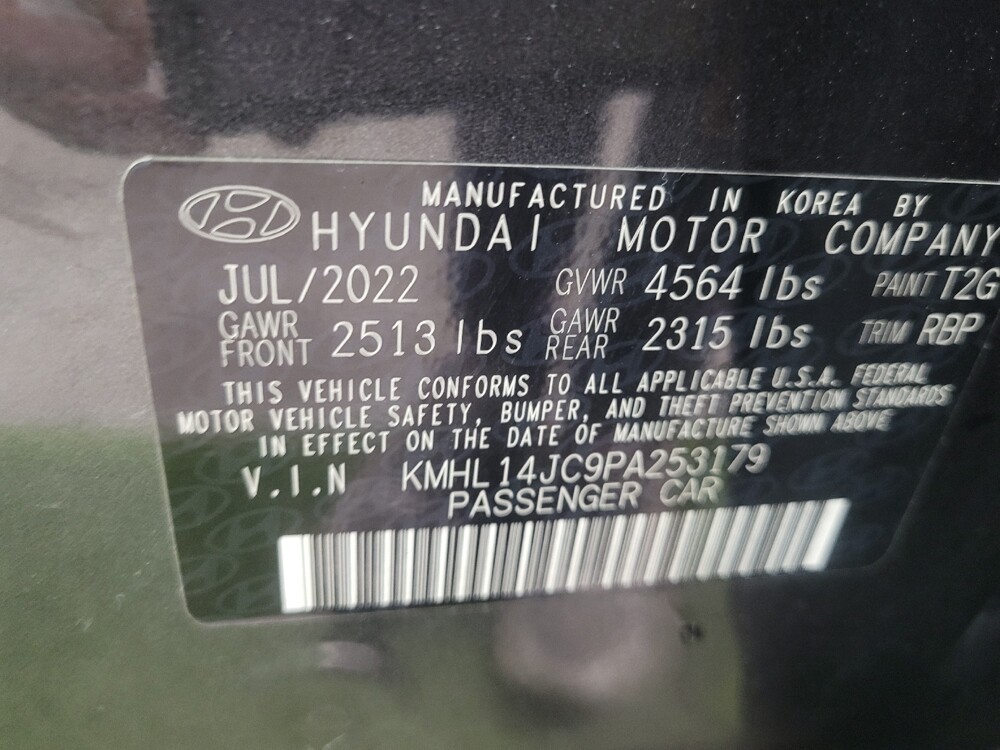 MANUFACTURED IN KOREA BY
HYUNDAI MOTOR COMPANY
JUL/2022 GVWR 4564 lbs PAINT T2G
GAWR FRONT 2513 lbs GAWR REAR 2315 lbs TRIM RBP
THIS VEHICLE CONFORMS TO ALL APPLICABLE U.S.A. FEDERAL
MOTOR VEHICLE SAFETY, BUMPER, AND THEFT PREVENTION STANDARDS
IN EFFECT ON THE DATE OF MANUFACTURE SHOWN ABOVE
V.I.N KMHL14JC9PA253179
PASSENGER CAR